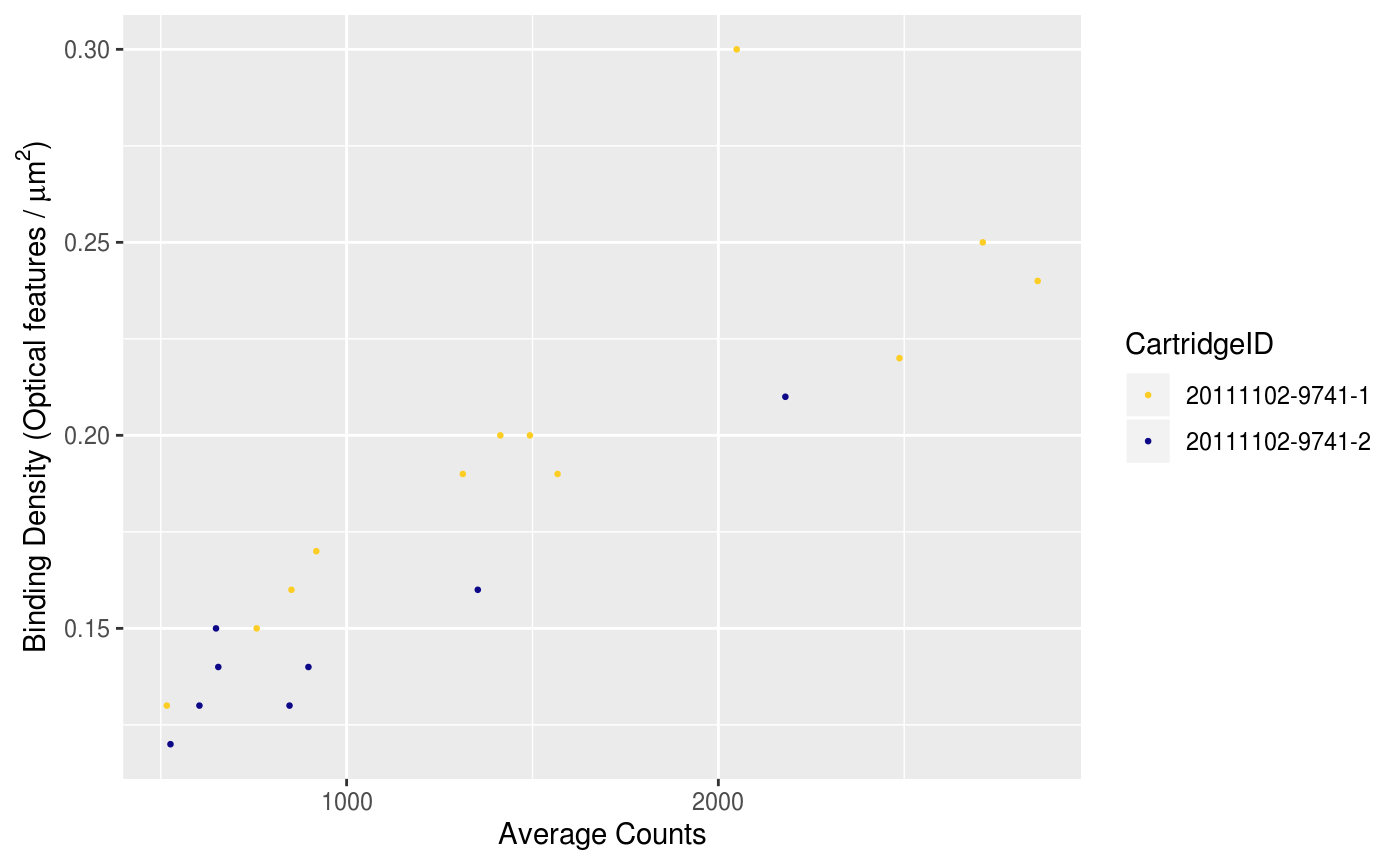 Binding Density (Optical features / μm²)
0.30
0.25
0.20
0.15
1000
2000
Average Counts
CartridgeID
20111102-9741-1
20111102-9741-2